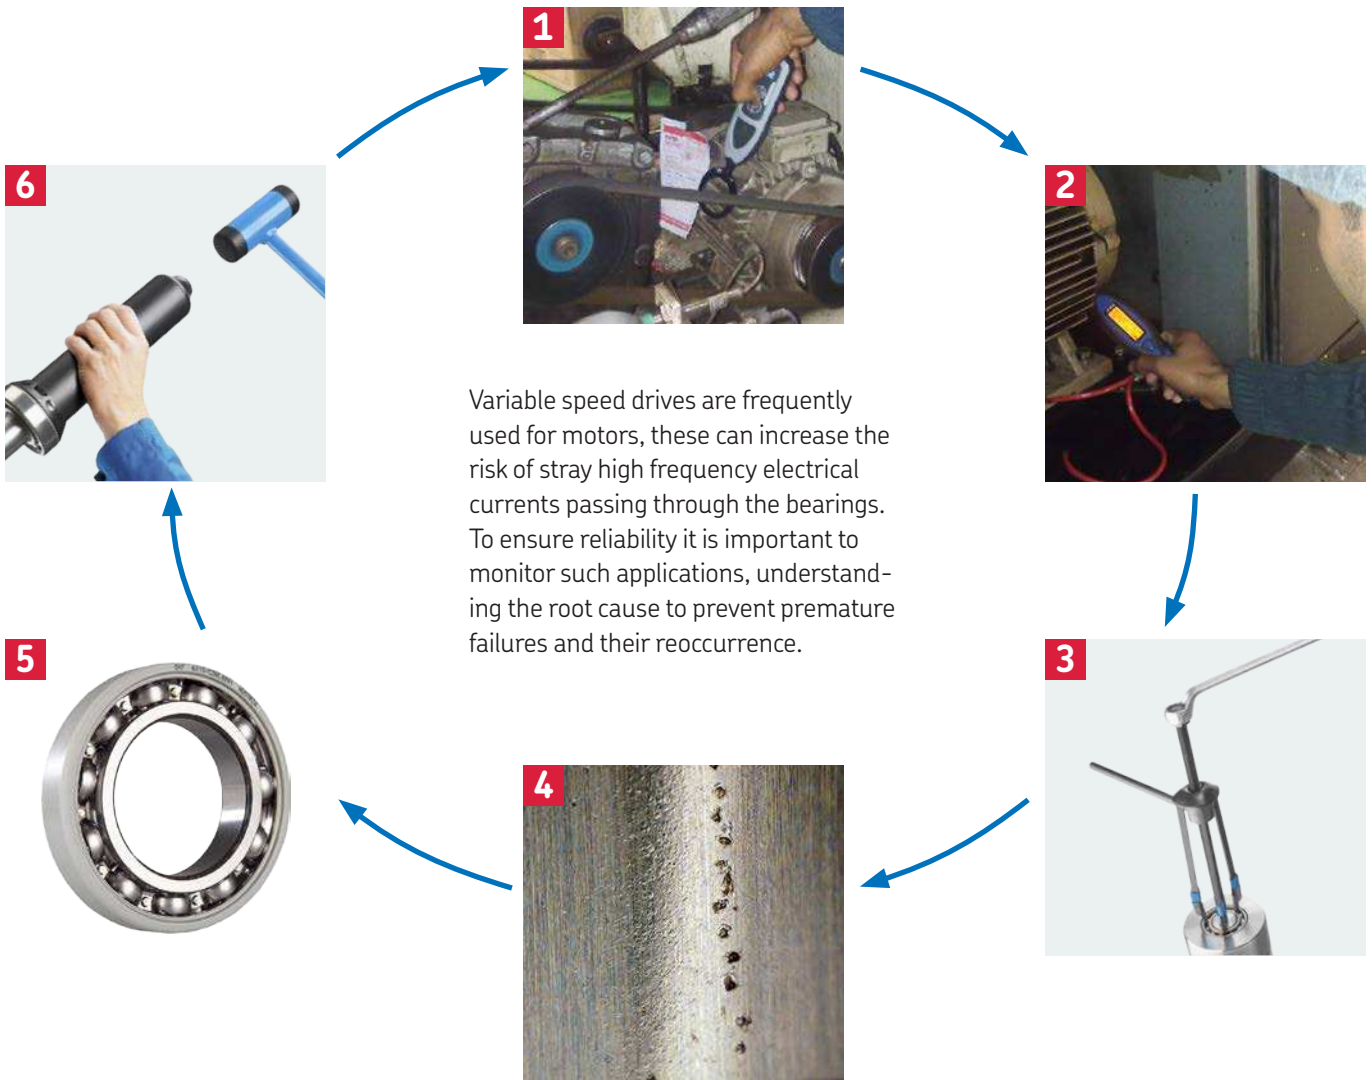 1
2
3
4
5
6
Variable speed drives are frequently
used for motors, these can increase the
risk of stray high frequency electrical
currents passing through the bearings.
To ensure reliability it is important to
monitor such applications, understand-
ing the root cause to prevent premature
failures and their reoccurrence.